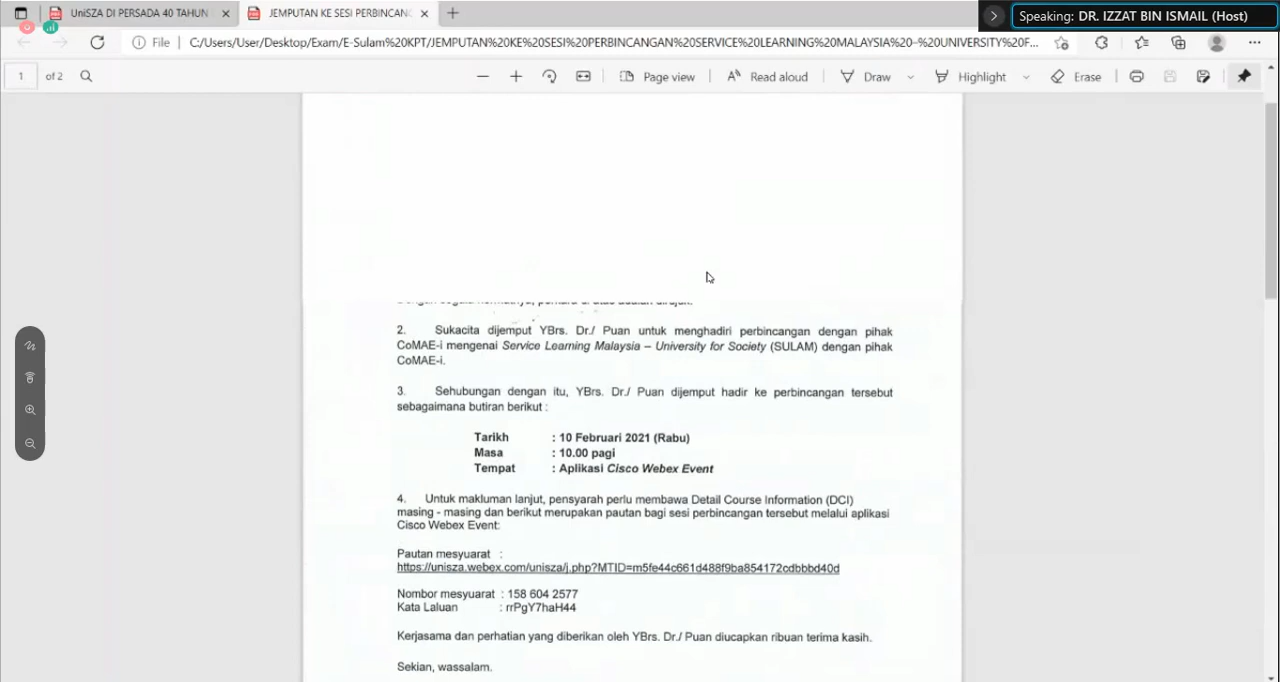 UniSZA DI PERSADA 40 TAHUN
JEMPUTAN KE SESI PERBINCANG
Speaking: DR. IZZAT BIN ISMAIL (Host)
File
C:/Users/User/Desktop/Exam/E-Sulam%20KPT/JEMPUTAN%20KE%20SESI%20PERBINCANGAN%20SERVICE%20LEARNING%20MALAYSIA%20-%20UNIVERSITY%20F...
1 of 2
Page view
Read aloud
Draw
Highlight
Erase
2. Sukacita dijemput YBrs. Dr./ Puan untuk menghadiri perbincangan dengan pihak
CoMAE-i mengenai Service Learning Malaysia – University for Society (SULAM) dengan pihak
CoMAE-i.
3. Sehubungan dengan itu, YBrs. Dr./ Puan dijemput hadir ke perbincangan tersebut
sebagaimana butiran berikut :
Tarikh : 10 Februari 2021 (Rabu)
Masa : 10.00 pagi
Tempat : Aplikasi Cisco Webex Event
4. Untuk makluman lanjut, pensyarah perlu membawa Detail Course Information (DCI)
masing - masing dan berikut merupakan pautan bagi sesi perbincangan tersebut melalui aplikasi
Cisco Webex Event:
Pautan mesyuarat :
https://unisza.webex.com/unisza/j.php?MTID=m5fe44c661d488f9ba854172cdbbbd40d
Nombor mesyuarat : 158 604 2577
Kata Laluan : rrPgY7haH44
Kerjasama dan perhatian yang diberikan oleh YBrs. Dr./ Puan diucapkan ribuan terima kasih.
Sekian, wassalam.